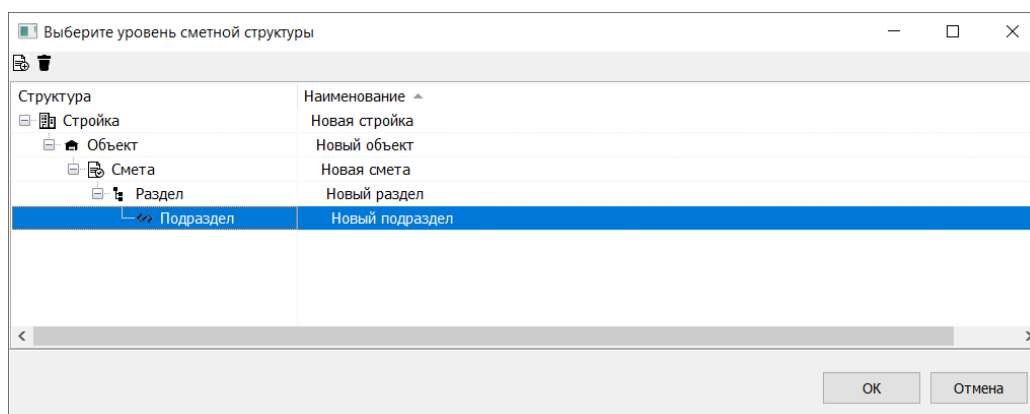 Выберите уровень сметной структуры
Структура Наименование
Стройка Новая стройка
Объект Новый объект
Смета Новая смета
Раздел Новый раздел
Подраздел Новый подраздел
ОК Отмена